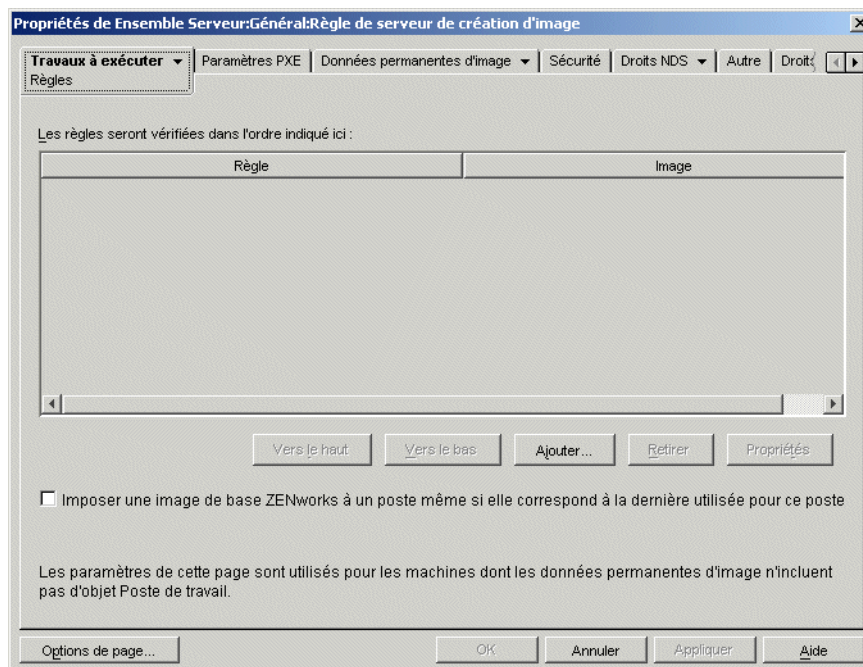 Propriétés de Ensemble Serveur:Général:Règle de serveur de création d'image
Travaux à exécuter
Paramètres PXE
Données permanentes d'image
Sécurité
Droits NDS
Autre
Droits
Règles
Les règles seront vérifiées dans l'ordre indiqué ici :
Règle
Image
Vers le haut
Vers le bas
Ajouter...
Retirer
Propriétés
Imposer une image de base ZENworks à un poste même si elle correspond à la dernière utilisée pour ce poste
Les paramètres de cette page sont utilisés pour les machines dont les données permanentes d'image n'incluent
pas d'objet Poste de travail.
Options de page...
OK
Annuler
Appliquer
Aide